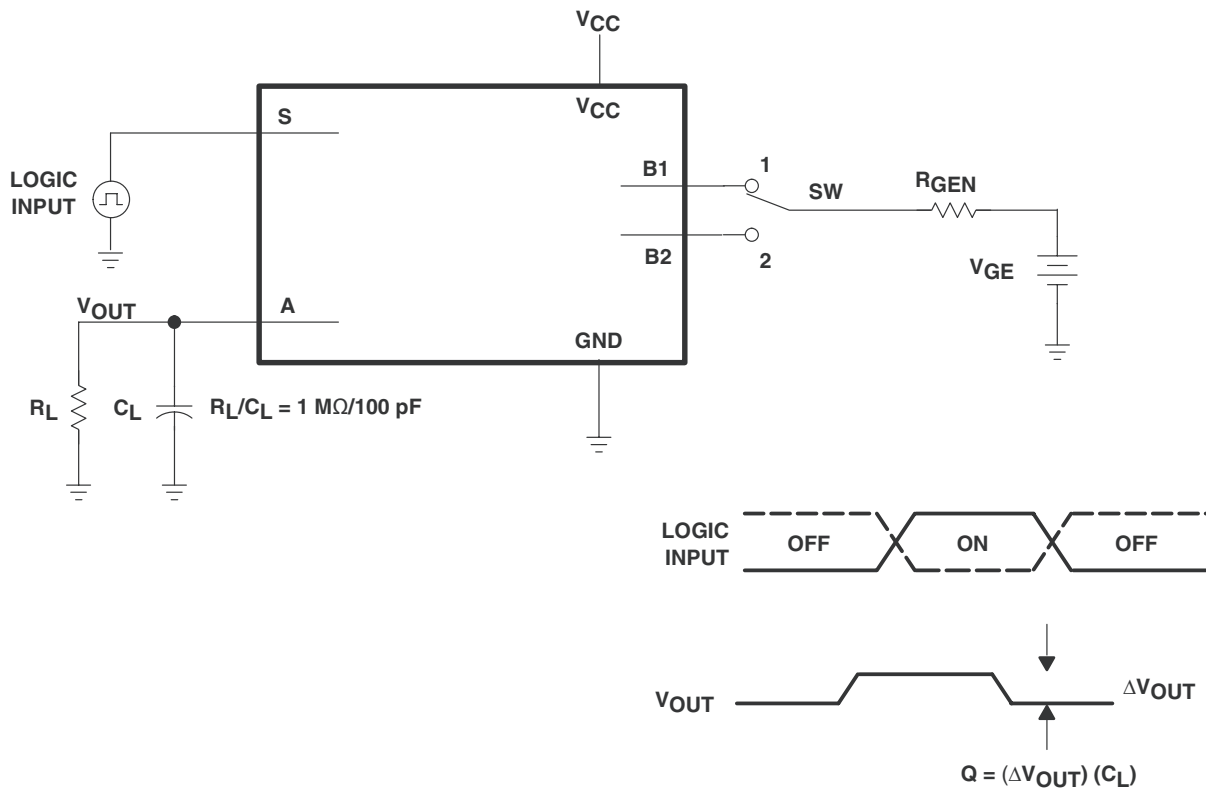 VCC
VCC
S
LOGIC
INPUT
B1
1
SW
RGEN
B2
2
VGE
VOUT
A
GND
RL
CL
RL/CL = 1 MΩ/100 pF
LOGIC
INPUT
OFF
ON
OFF
VOUT
ΔVOUT
Q = (ΔVOUT) (CL)